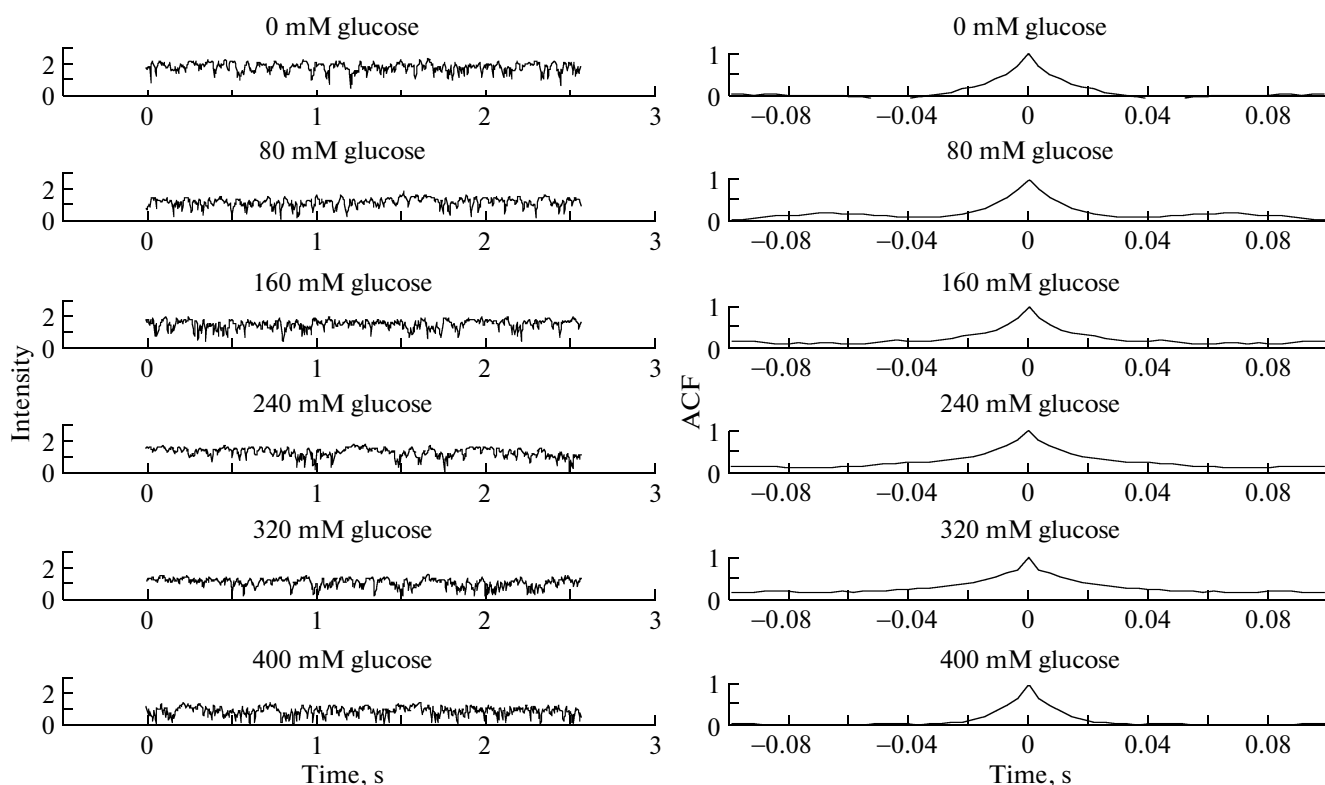 0 mM glucose
2
0
0 1 2 3
80 mM glucose
2
0
0 1 2 3
160 mM glucose
2
0
0 1 2 3
240 mM glucose
2
0
0 1 2 3
320 mM glucose
2
0
0 1 2 3
400 mM glucose
2
0
0 1 2 3
Intensity
Time, s
0 mM glucose
1
0
−0.08 −0.04 0 0.04 0.08
80 mM glucose
1
0
−0.08 −0.04 0 0.04 0.08
160 mM glucose
1
0
−0.08 −0.04 0 0.04 0.08
240 mM glucose
1
0
−0.08 −0.04 0 0.04 0.08
320 mM glucose
1
0
−0.08 −0.04 0 0.04 0.08
400 mM glucose
1
0
−0.08 −0.04 0 0.04 0.08
ACF
Time, s